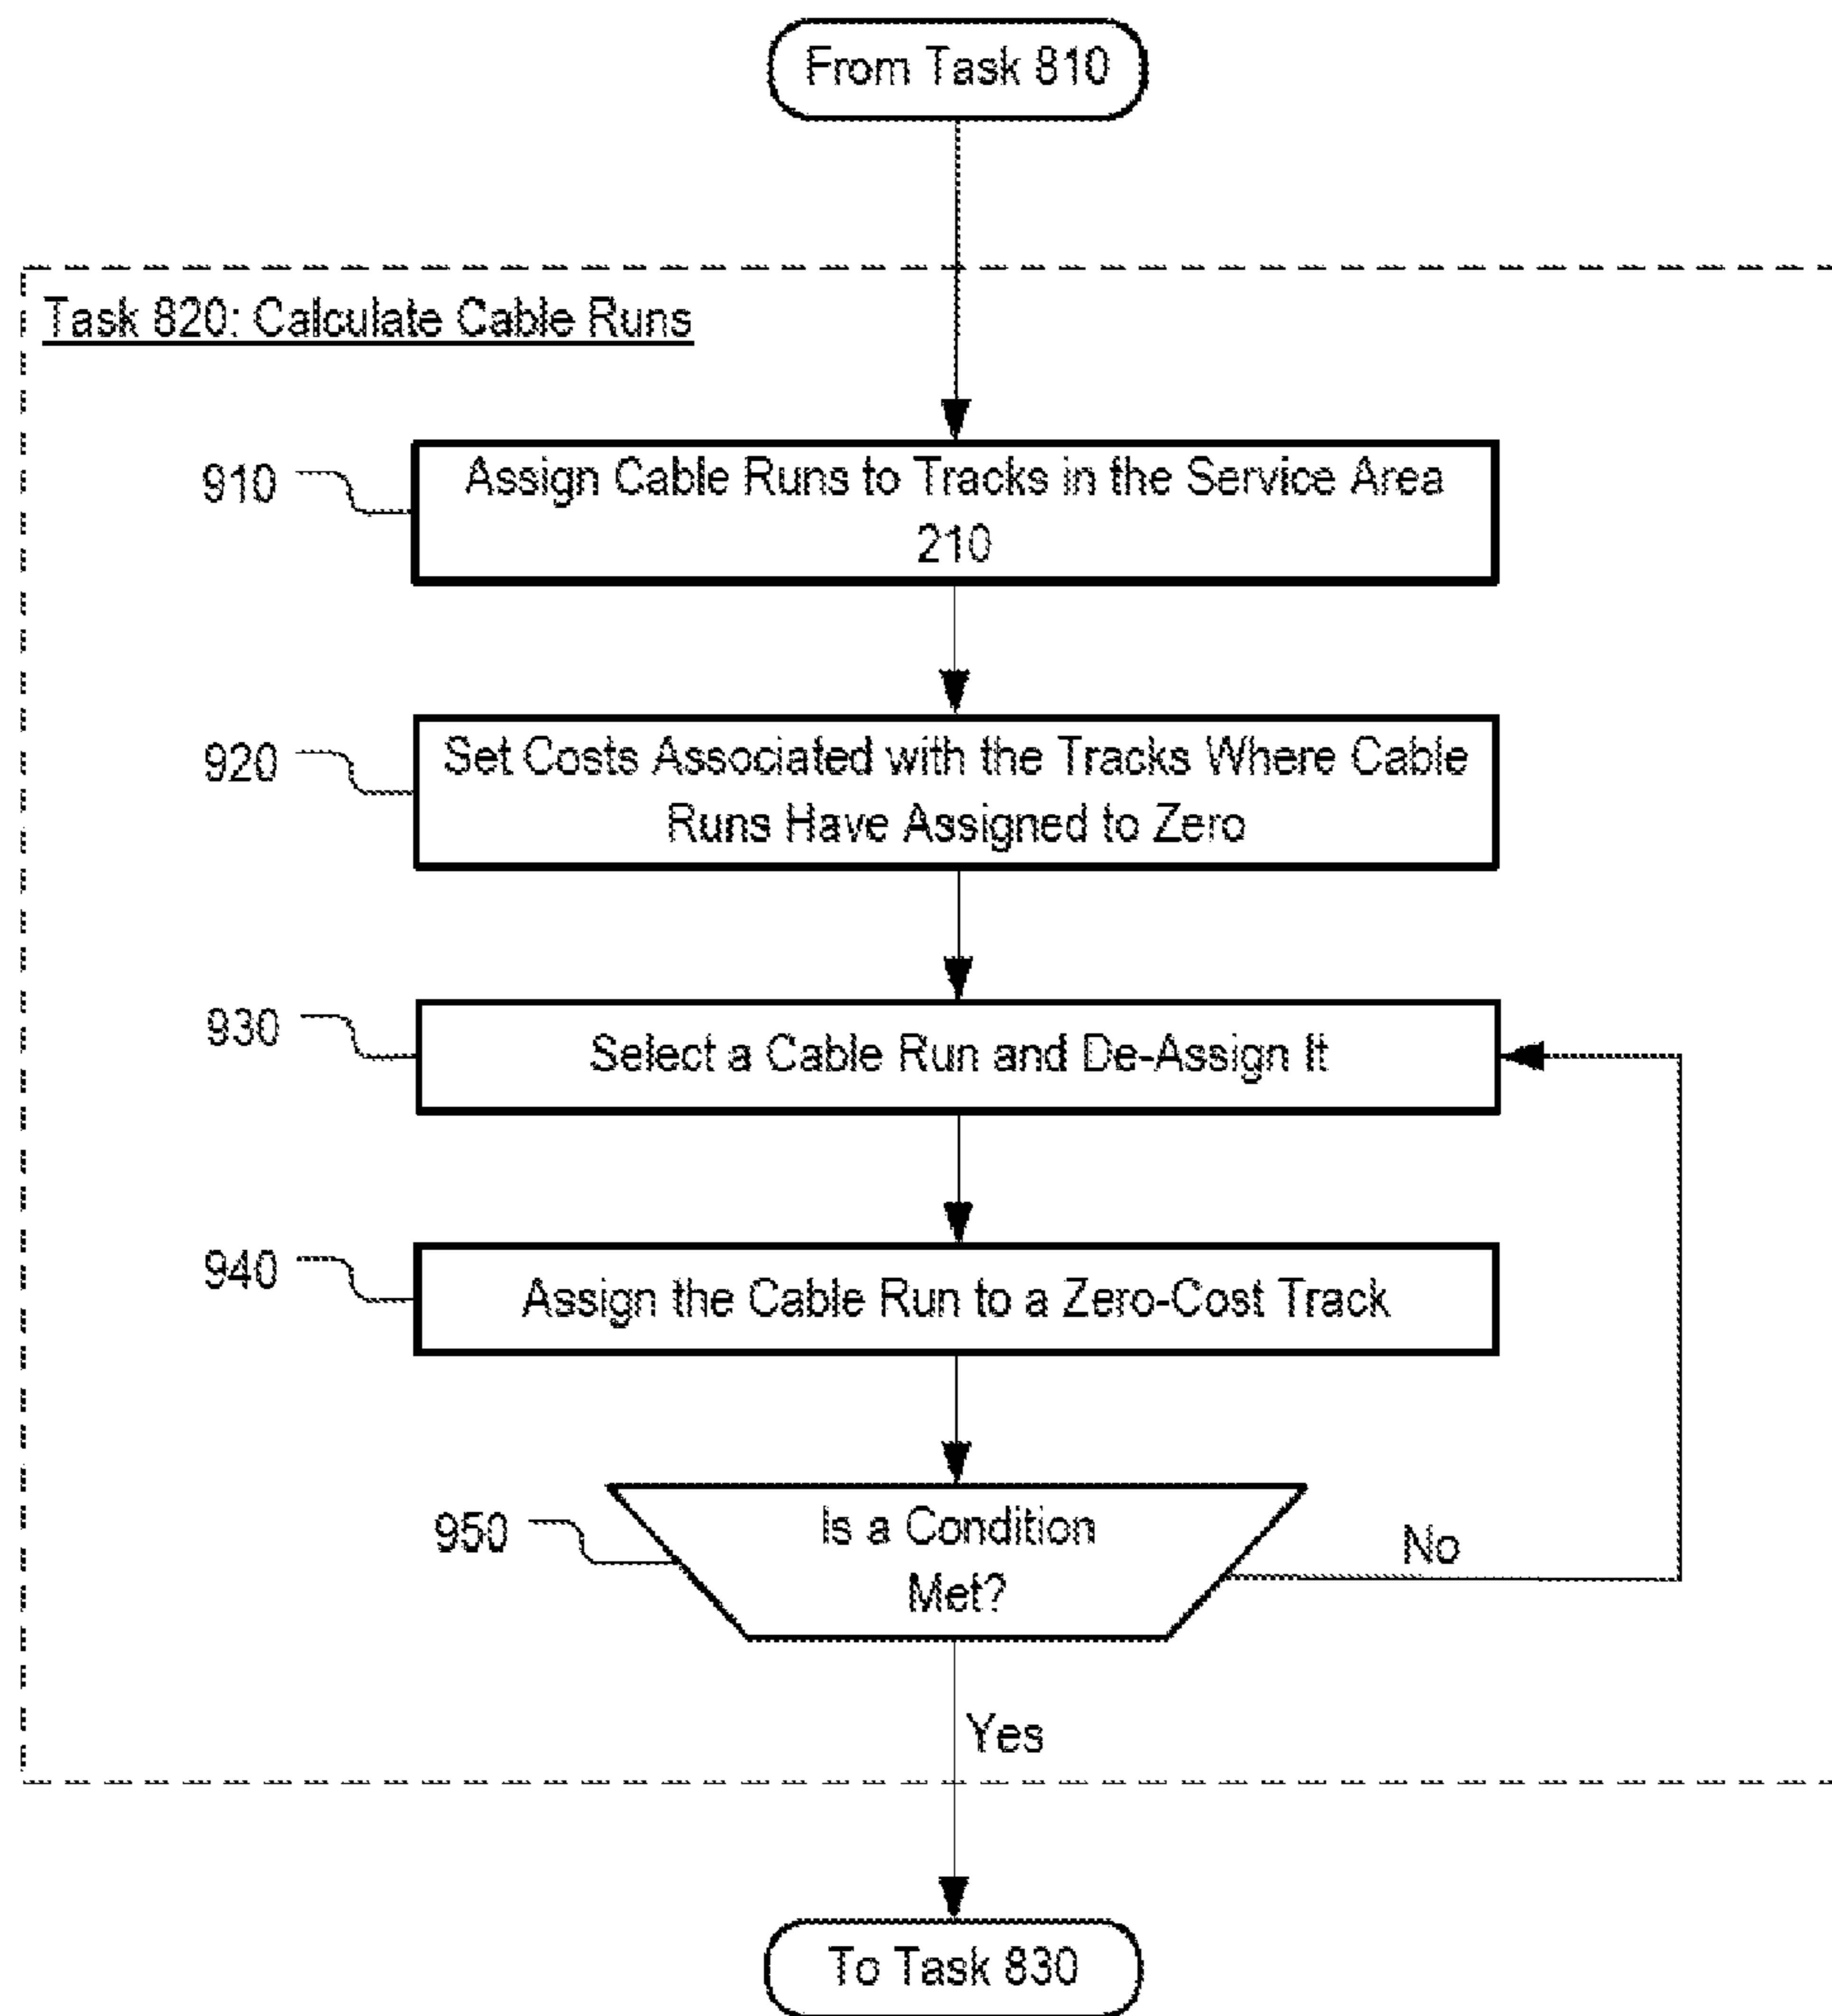 From Task 810
Task 820: Calculate Cable Runs
910
Assign Cable Runs to Tracks in the Service Area
210
920
Set Costs Associated with the Tracks Where Cable
Runs Have Assigned to Zero
930
Select a Cable Run and De-Assign It
940
Assign the Cable Run to a Zero-Cost Track
950
Is a Condition
Met?
No
Yes
To Task 830